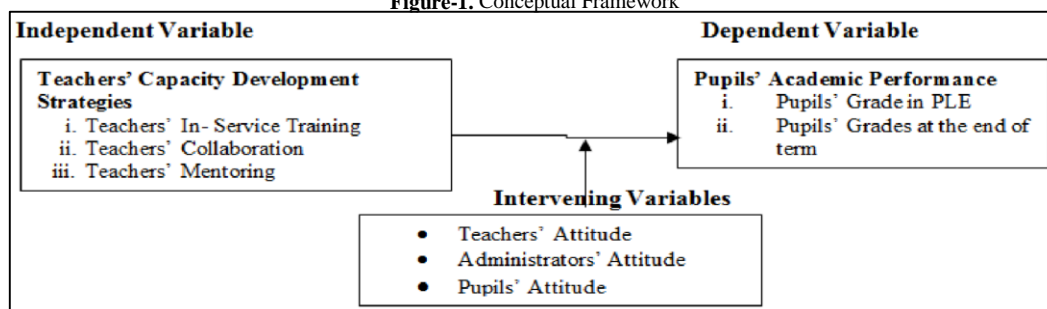 Figure-1. Conceptual Framework
Independent Variable
Dependent Variable
Teachers' Capacity Development
Strategies
i. Teachers' In- Service Training
ii. Teachers' Collaboration
iii. Teachers' Mentoring
Pupils' Academic Performance
i. Pupils' Grade in PLE
ii. Pupils' Grades at the end of
term
Intervening Variables
• Teachers' Attitude
• Administrators' Attitude
• Pupils' Attitude